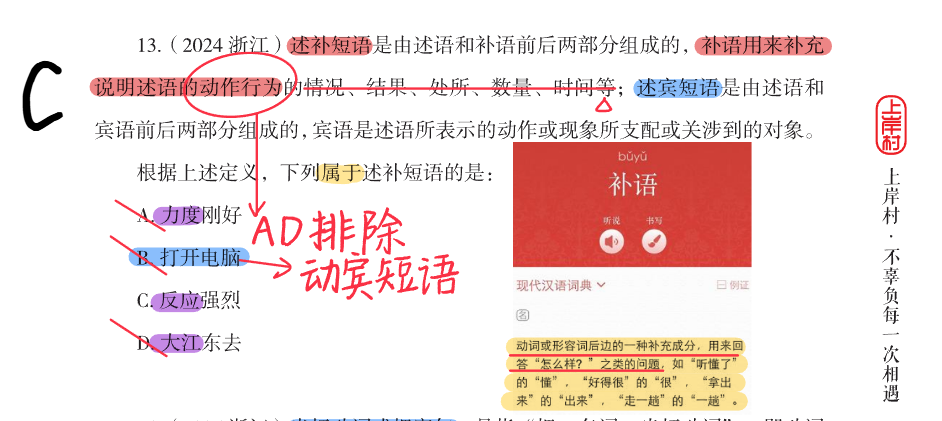 13.（2024 浙江）述补短语是由述语和补语前后两部分组成的，补语用来补充
C
说明述语的动作行为的情况、结果、处所、数量、时间等；述宾短语是由述语和
宾语前后两部分组成的，宾语是述语所表示的动作或现象所支配或关涉到的对象。
根据上述定义，下列属于述补短语的是：
A. 力度刚好
AD排除
B. 打开电脑
动宾短语
C. 反应强烈
D. 大江东去
bǔyǔ
补语
听说 书写
现代汉语词典
例证
名
动词或形容词后边的一种补充成分，用来回
答“怎么样？”之类的问题，如“听懂了”
的“懂”，“好得很”的“很”，“拿出
来”的“出来”，“走一趟”的“一趟”。
上岸村
上岸村·不辜负每一次相遇